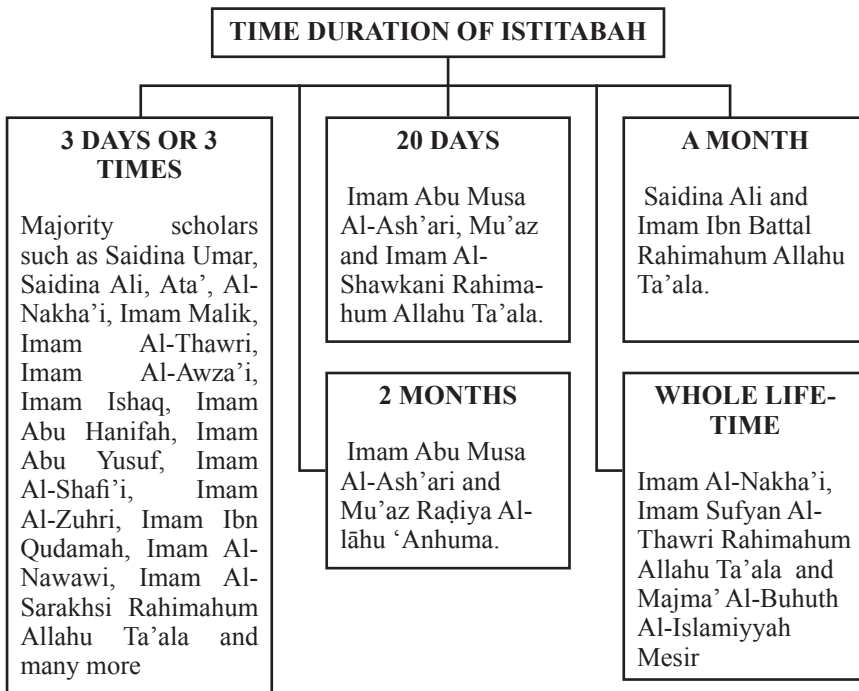 TIME DURATION OF ISTITABAH
3 DAYS OR 3
TIMES
Majority scholars
such as Saidina Umar,
Saidina Ali, Ata’, Al-
Nakha’i, Imam Malik,
Imam Al-Thawri,
Imam Al-Awza’i,
Imam Ishaq, Imam
Abu Hanifah, Imam
Abu Yusuf, Imam
Al-Shafi’i, Imam
Al-Zuhri, Imam Ibn
Qudamah, Imam Al-
Nawawi, Imam Al-
Sarakhsi Rahimahum
Allahu Ta’ala and
many more
20 DAYS
Imam Abu Musa
Al-Ash’ari, Mu’az
and Imam Al-
Shawkani Rahima-
hum Allahu Ta’ala.
A MONTH
Saidina Ali and
Imam Ibn Battal
Rahimahum Allahu
Ta’ala.
2 MONTHS
Imam Abu Musa
Al-Ash’ari and
Mu’az Raḍiya Al-
lāhu ‘Anhuma.
WHOLE LIFE-
TIME
Imam Al-Nakha’i,
Imam Sufyan Al-
Thawri Rahimahum
Allahu Ta’ala and
Majma’ Al-Buhuth
Al-Islamiyyah
Mesir